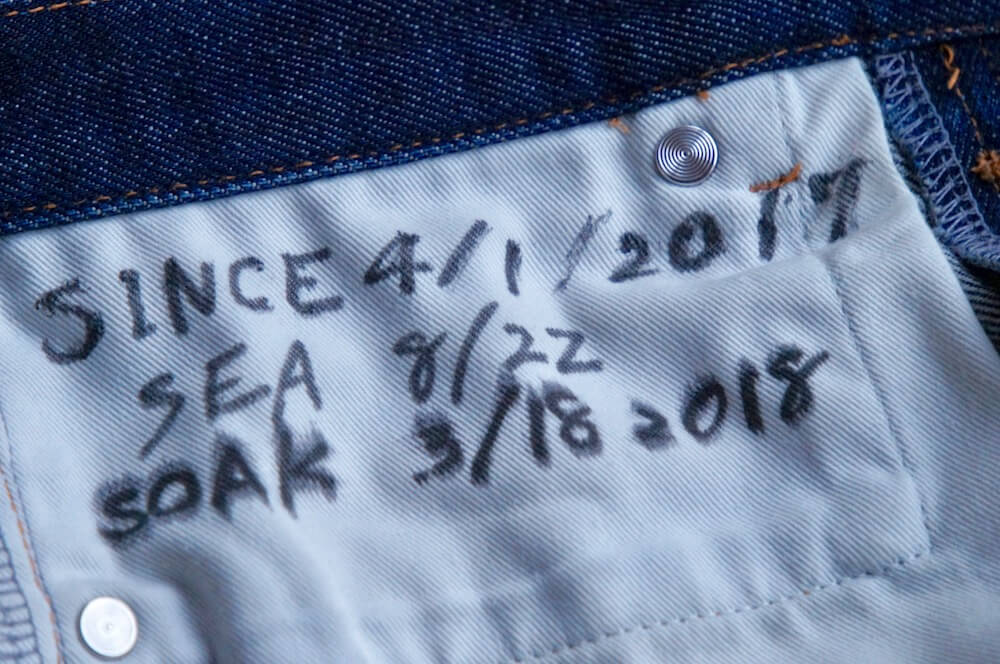 SINCE 4/1/2017
SEA 8/22
SOAK 3/18 2018